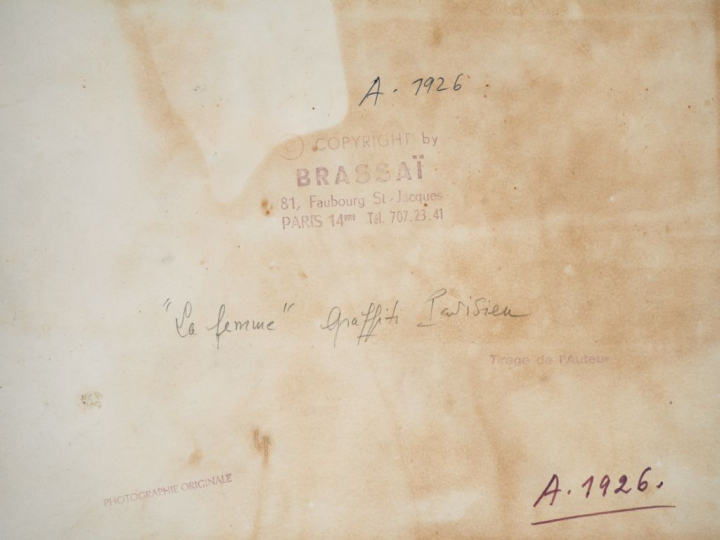 A. 1926
© COPYRIGHT by
BRASSAÏ
81, Faubourg St-Jacques
PARIS 14eme Tél. 707.23.41
"La femme" Graffiti Parisien
Tirage de l'Auteur
PHOTOGRAPHIE ORIGINALE
A. 1926.